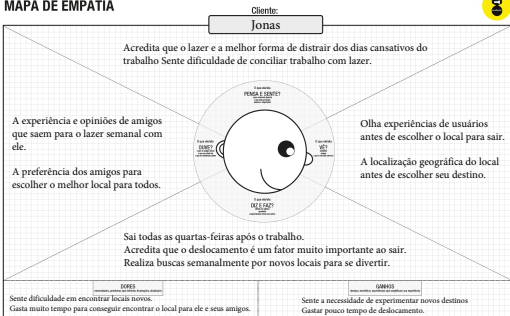 MAPA DE EMPATIA
Cliente:
Jonas
Acredita que o lazer e a melhor forma de distrair dos dias cansativos do
trabalho Sente dificuldade de conciliar trabalho com lazer.
PENSA E SENTE?
A experiência e opiniões de amigos
que saem para o lazer semanal com
ele.
A preferência dos amigos para
escolher o melhor local para todos.
OUVE?
VÊ?
Olha experiências de usuários
antes de escolher o local para sair.
A localização geográfica do local
antes de escolher seu destino.
DIZ E FAZ?
Sai todas as quartas-feiras após o trabalho.
Acredita que o deslocamento é um fator muito importante ao sair.
Realiza buscas semanalmente por novos locais para se divertir.
DORES
Sente dificuldade em encontrar locais novos.
Gasta muito tempo para conseguir encontrar o local para ele e seus amigos.
GANHOS
Sente a necessidade de experimentar novos destinos
Gastar pouco tempo de deslocamento.